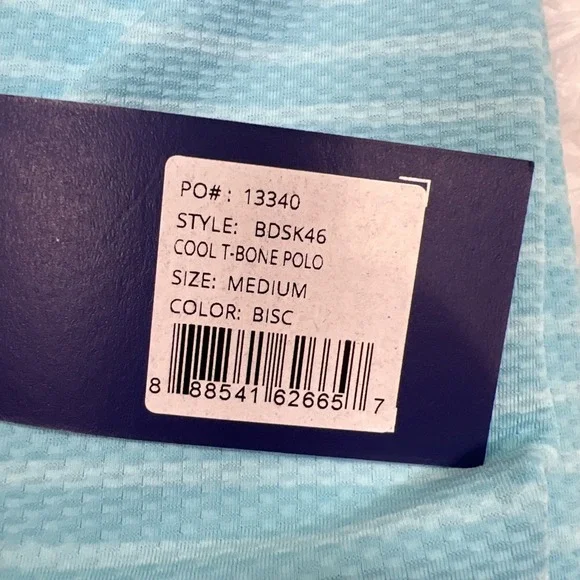 PO# : 13340
STYLE: BDSK46
COOL T-BONE POLO
SIZE: MEDIUM
COLOR: BISC
8 88541 62665 7